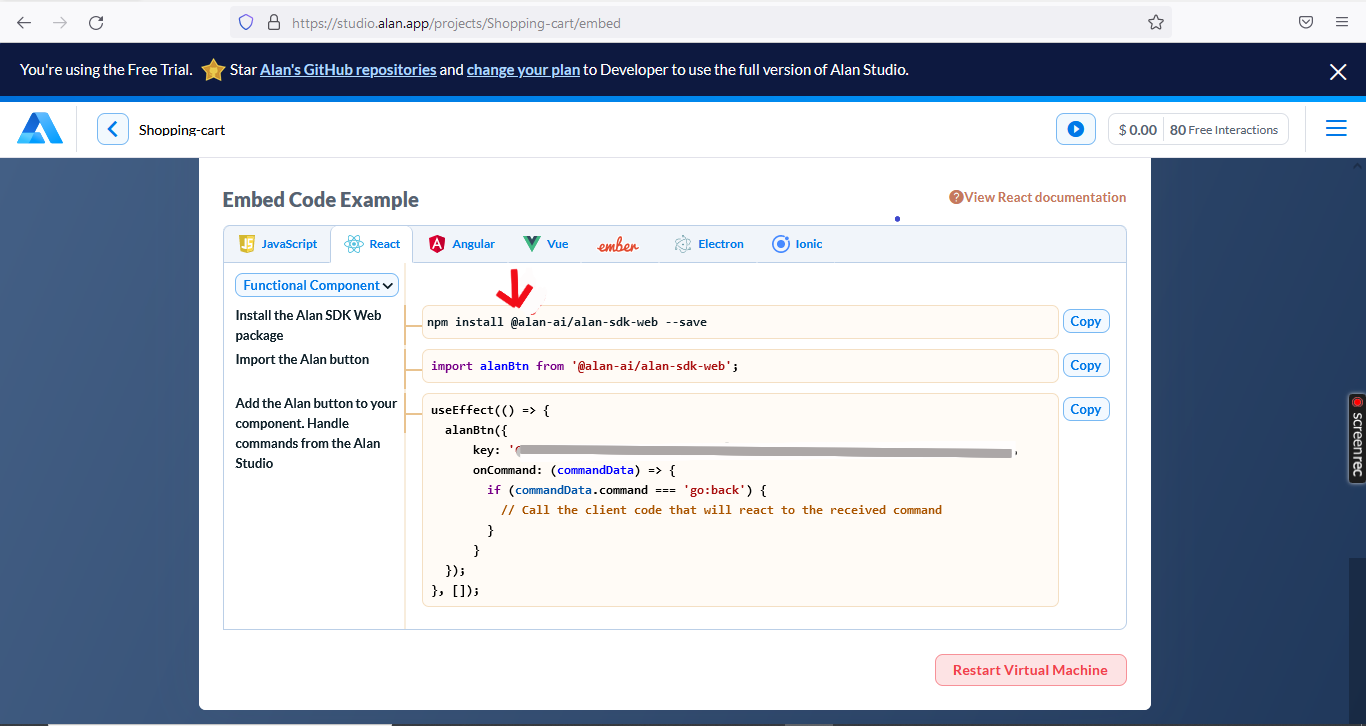 https://studio.alan.app/projects/Shopping-cart/embed
You're using the Free Trial. Star Alan's GitHub repositories and change your plan to Developer to use the full version of Alan Studio.
Shopping-cart
$ 0.00 80 Free Interactions
Embed Code Example
View React documentation
JavaScript React Angular Vue ember Electron Ionic
Functional Component
Install the Alan SDK Web
package
npm install @alan-ai/alan-sdk-web --save
Copy
Import the Alan button
import alanBtn from '@alan-ai/alan-sdk-web';
Copy
Add the Alan button to your
component. Handle
commands from the Alan
Studio
useEffect(() => {
alanBtn({
key: '
onCommand: (commandData) => {
if (commandData.command === 'go:back') {
// Call the client code that will react to the received command
}
}
});
}, []);
Copy
Restart Virtual Machine
screenrec